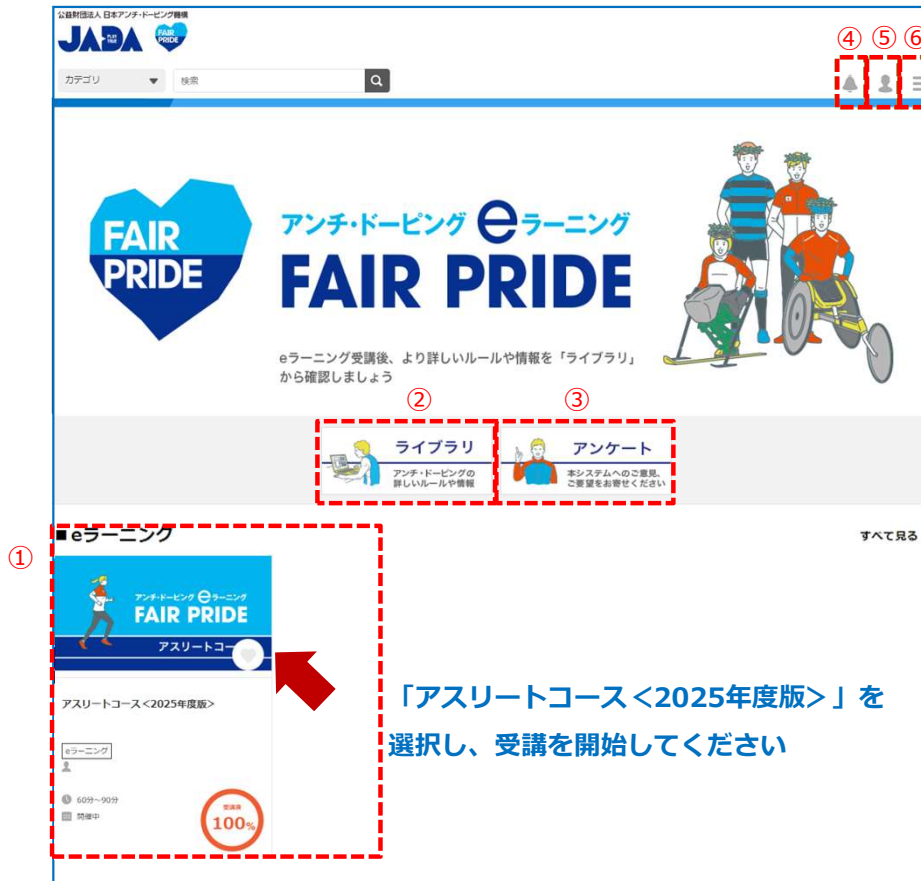 公益財団法人 日本アンチ・ドーピング機構
JADA PLAY TRUE FAIR PRIDE
④ ⑤ ⑥
カテゴリ ▼ 検索
FAIR
PRIDE
アンチ・ドーピング eラーニング
FAIR PRIDE
eラーニング受講後、より詳しいルールや情報を「ライブラリ」
から確認しましょう
② ③
ライブラリ
アンチ・ドーピングの
詳しいルールや情報
アンケート
本システムへのご意見、
ご要望をお寄せください
①
■ eラーニング
すべて見る
アンチ・ドーピング eラーニング
FAIR PRIDE
アスリートコー
アスリートコース<2025年度版>
eラーニング
60分～90分
開催中
受講済
100%
「アスリートコース<2025年度版>」を
選択し、受講を開始してください